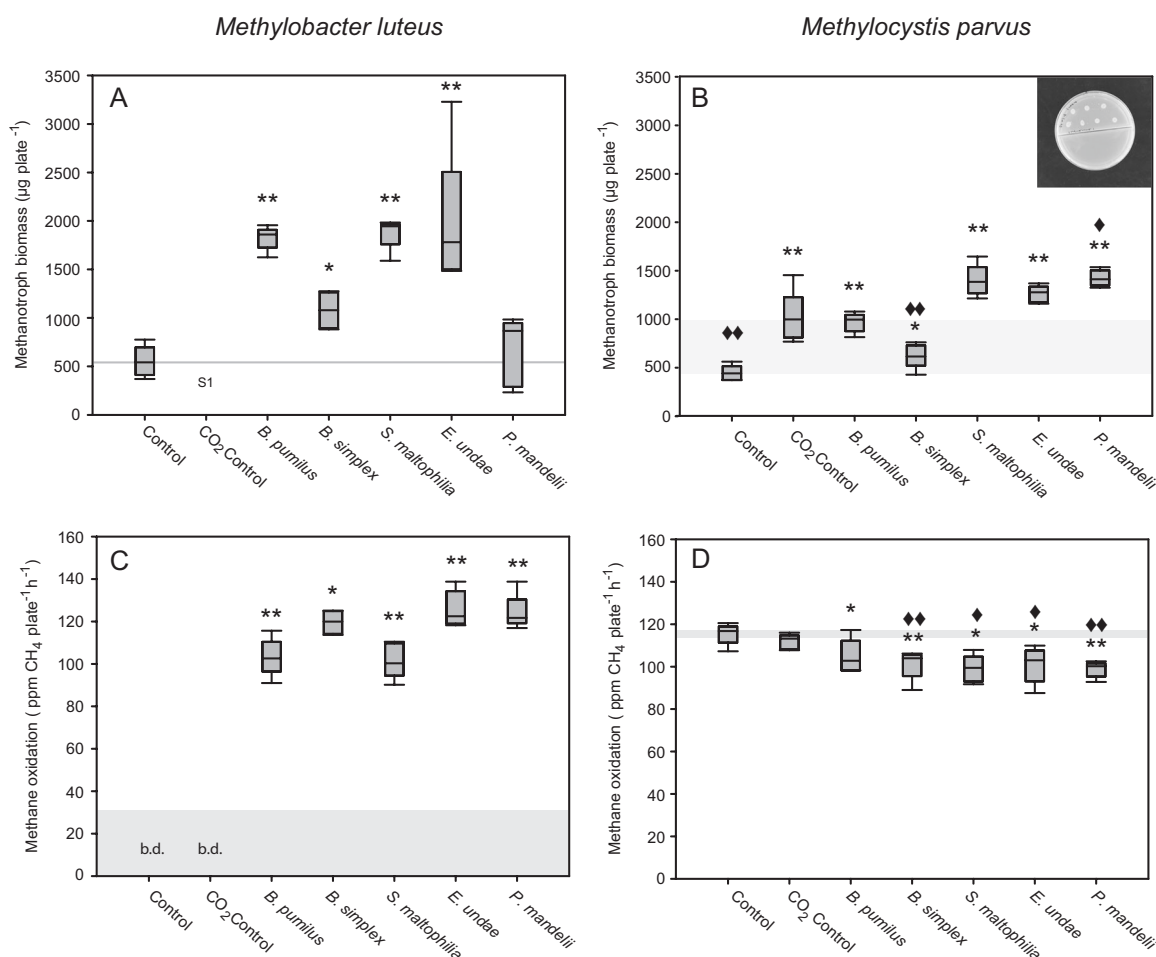 Methylobacter luteus
Methylocystis parvus
A
Methanotroph biomass (µg plate⁻¹)
3500
3000
2500
2000
1500
1000
500
0
**
**
**
*
S1
Control
CO₂ Control
B. pumilus
B. simplex
S. maltophilia
E. undae
P. mandelii
B
Methanotroph biomass (µg plate⁻¹)
3500
3000
2500
2000
1500
1000
500
0
♦♦
**
**
♦♦
*
**
**
♦
**
Control
CO₂ Control
B. pumilus
B. simplex
S. maltophilia
E. undae
P. mandelii
C
Methane oxidation ( ppm CH₄ plate⁻¹ h⁻¹)
160
140
120
100
80
60
40
20
0
b.d.
b.d.
**
*
**
**
**
Control
CO₂ Control
B. pumilus
B. simplex
S. maltophilia
E. undae
P. mandelii
D
Methane oxidation ( ppm CH₄ plate⁻¹ h⁻¹)
160
140
120
100
80
60
40
20
0
*
♦♦
**
♦
*
♦
*
♦♦
**
Control
CO₂ Control
B. pumilus
B. simplex
S. maltophilia
E. undae
P. mandelii